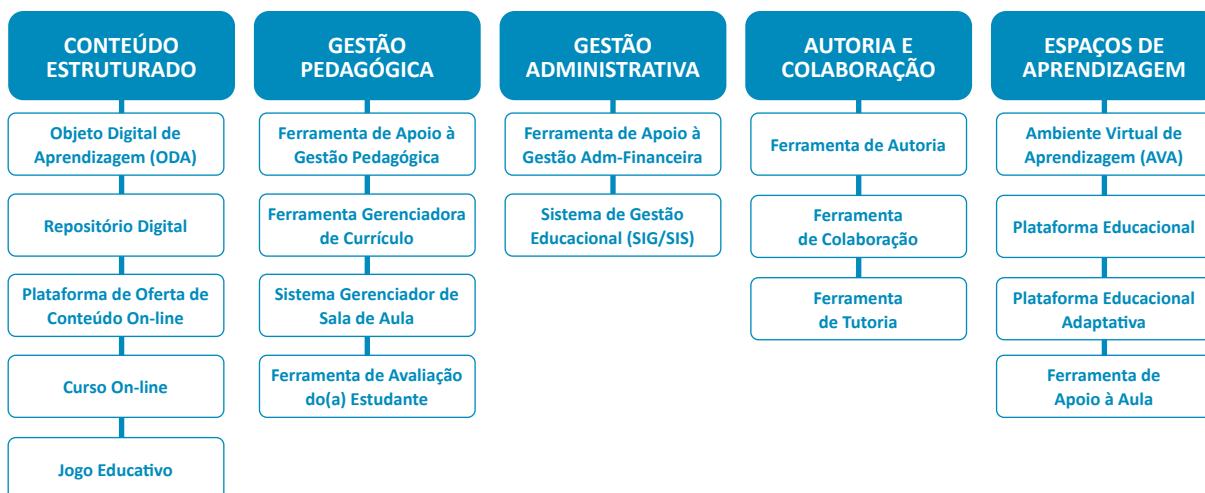 CONTEÚDO
ESTRUTURADO
Objeto Digital de
Aprendizagem (ODA)
Repositório Digital
Plataforma de Oferta de
Conteúdo On-line
Curso On-line
Jogo Educativo
GESTÃO
PEDAGÓGICA
Ferramenta de Apoio à
Gestão Pedagógica
Ferramenta Gerenciadora
de Currículo
Sistema Gerenciador de
Sala de Aula
Ferramenta de Avaliação
do(a) Estudante
GESTÃO
ADMINISTRATIVA
Ferramenta de Apoio à
Gestão Adm-Financeira
Sistema de Gestão
Educacional (SIG/SIS)
AUTORIA E
COLABORAÇÃO
Ferramenta de Autoria
Ferramenta
de Colaboração
Ferramenta
de Tutoria
ESPAÇOS DE
APRENDIZAGEM
Ambiente Virtual de
Aprendizagem (AVA)
Plataforma Educacional
Plataforma Educacional
Adaptativa
Ferramenta de
Apoio à Aula